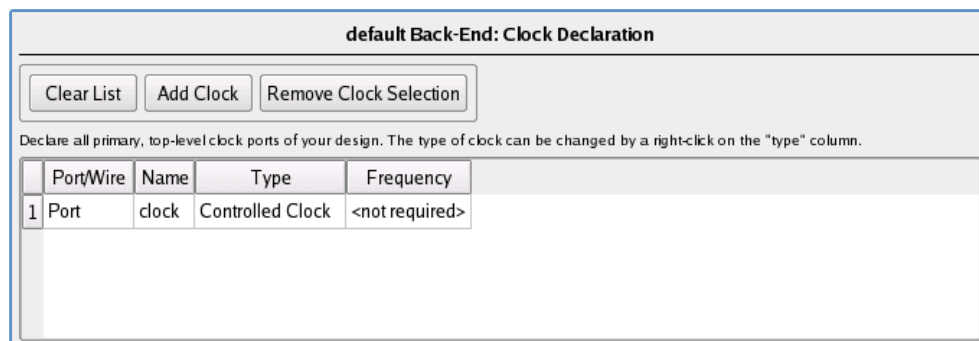 default Back-End: Clock Declaration
Clear List Add Clock Remove Clock Selection
Declare all primary, top-level clock ports of your design. The type of clock can be changed by a right-click on the "type" column.
Port/Wire Name Type Frequency
1 Port clock Controlled Clock <not required>